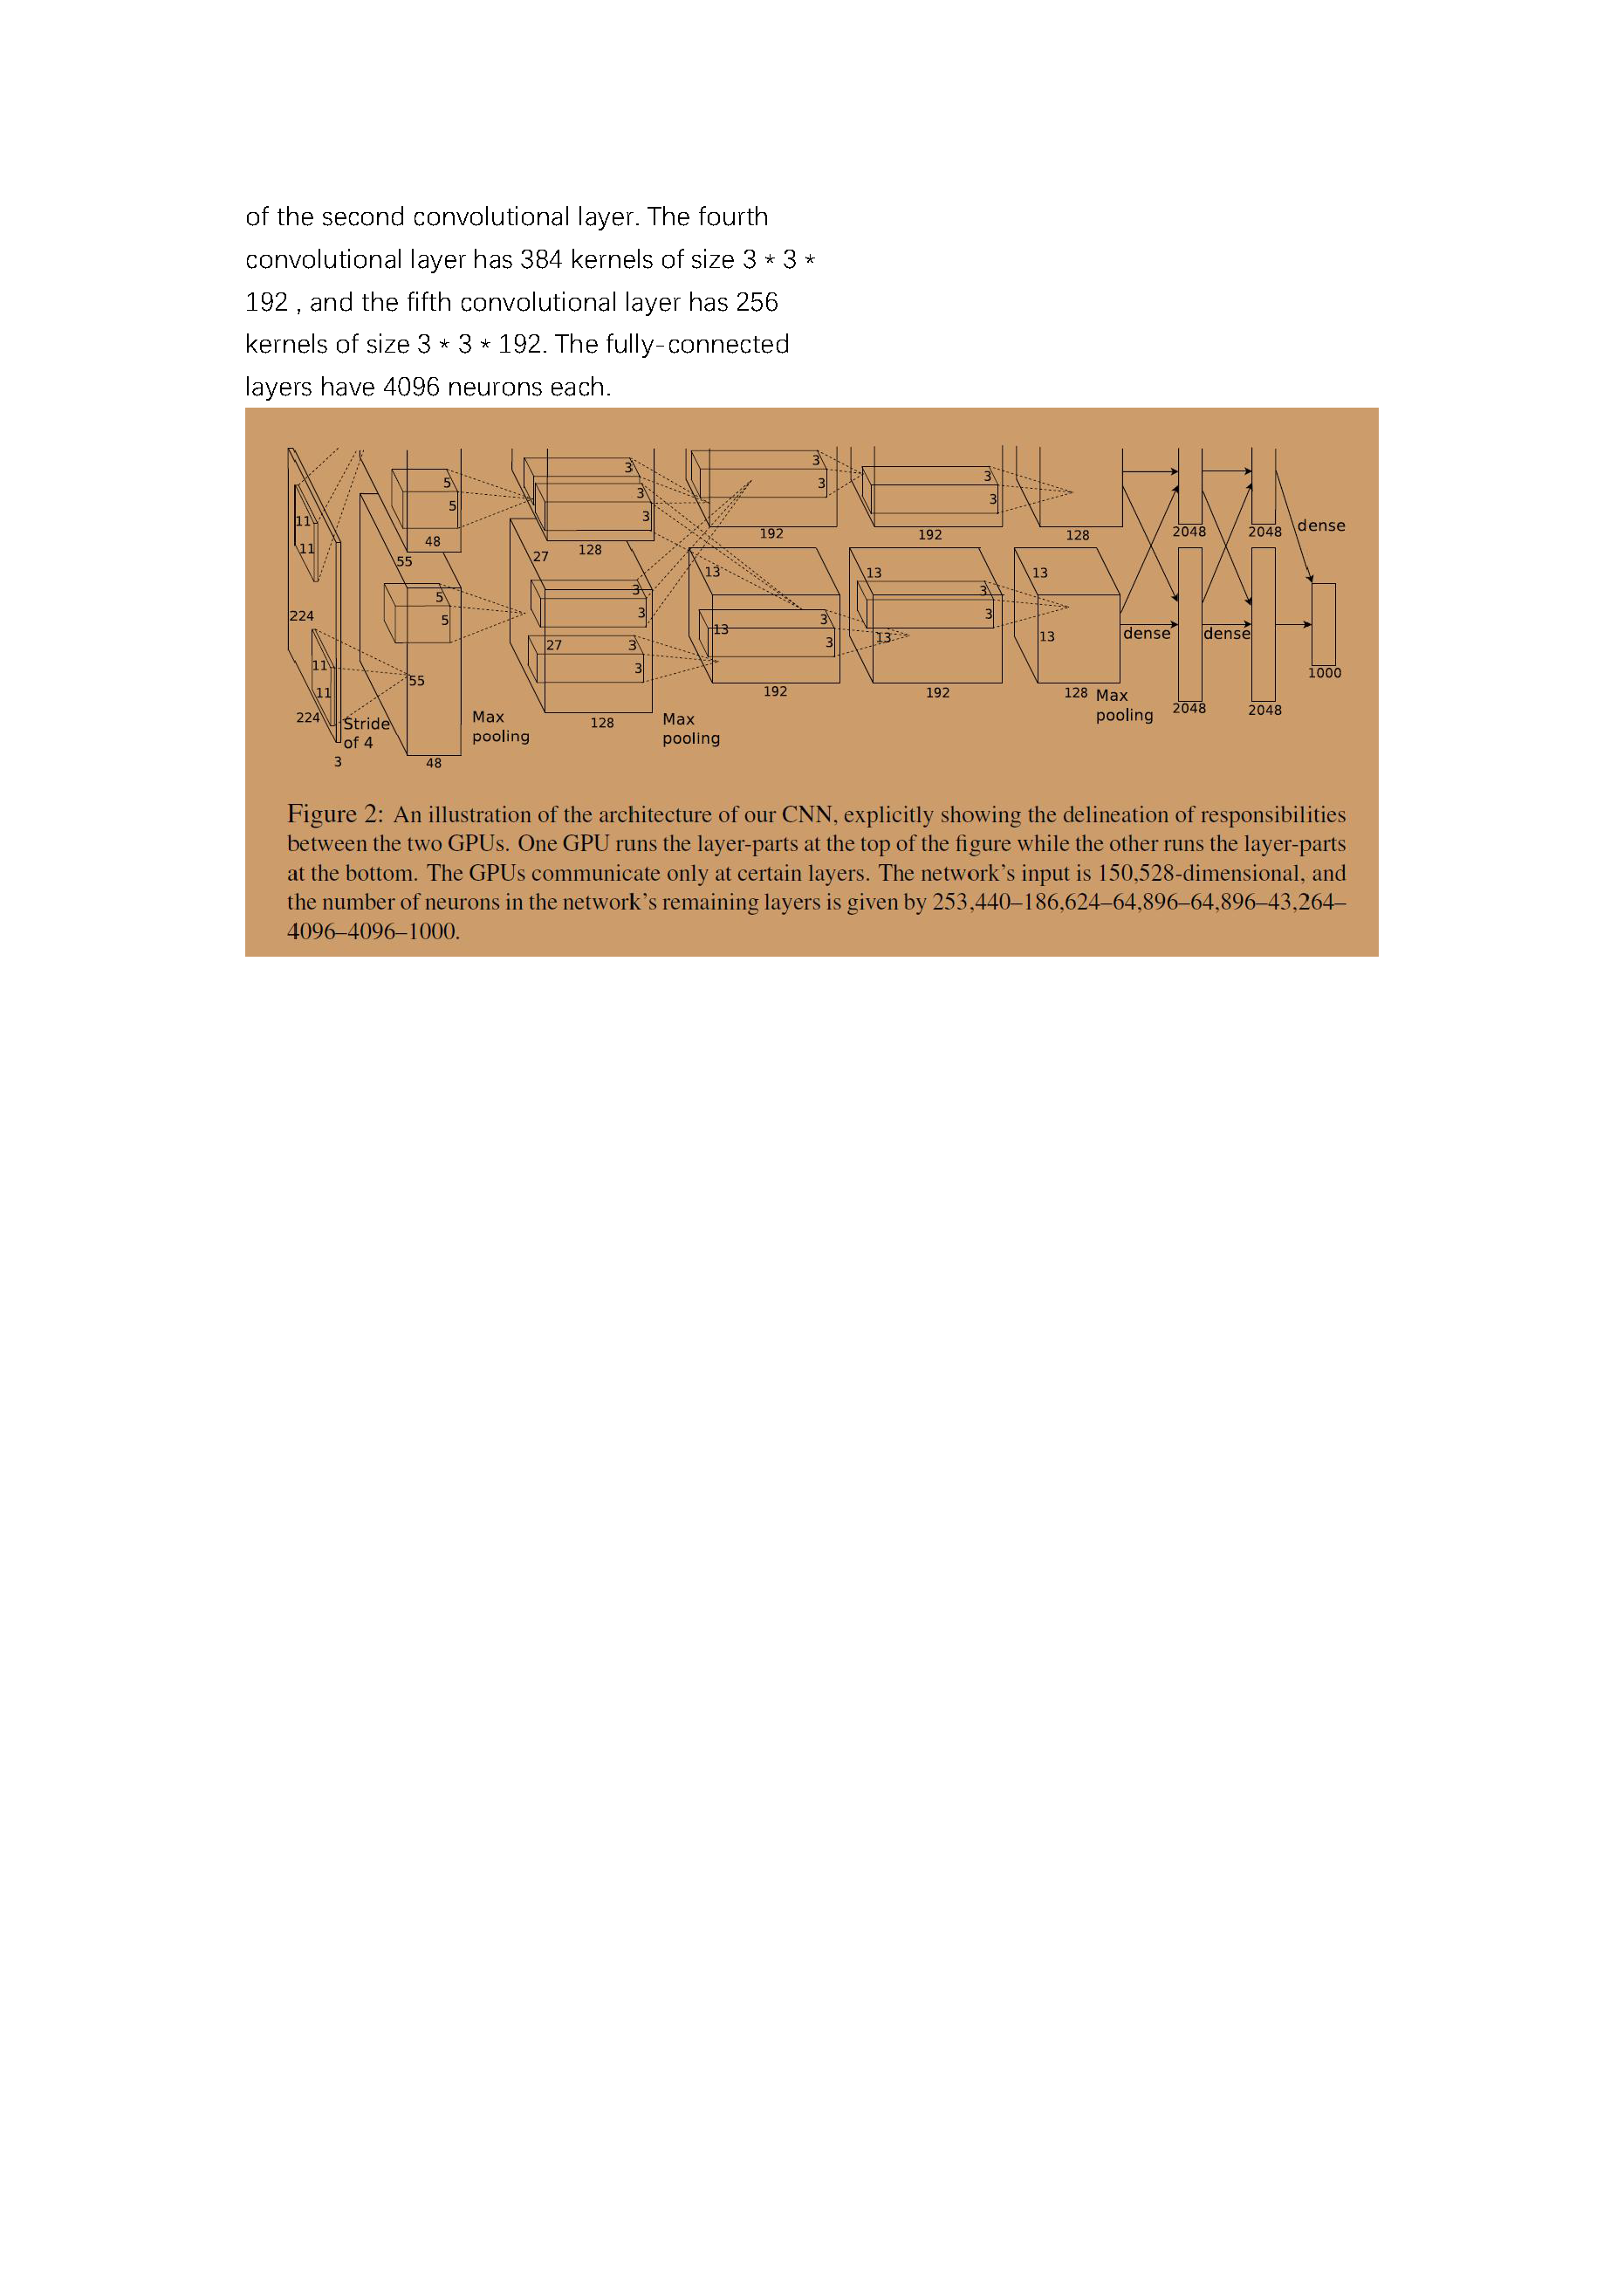 of the second convolutional layer. The fourth
convolutional layer has 384 kernels of size 3 * 3 *
192 , and the fifth convolutional layer has 256
kernels of size 3 * 3 * 192. The fully-connected
layers have 4096 neurons each.
11
11
5
5
48
55
3
3
3
128
27
3
3
192
3
3
192
128
2048
2048
dense
224
11
11
224
Stride
of 4
3
5
5
55
48
Max
pooling
3
3
27
3
3
128
Max
pooling
13
3
13
3
192
13
3
3
13
192
13
13
128
Max
pooling
dense
dense
2048
2048
1000
Figure 2: An illustration of the architecture of our CNN, explicitly showing the delineation of responsibilities
between the two GPUs. One GPU runs the layer-parts at the top of the figure while the other runs the layer-parts
at the bottom. The GPUs communicate only at certain layers. The network's input is 150,528-dimensional, and
the number of neurons in the network's remaining layers is given by 253,440–186,624–64,896–64,896–43,264–
4096–4096–1000.